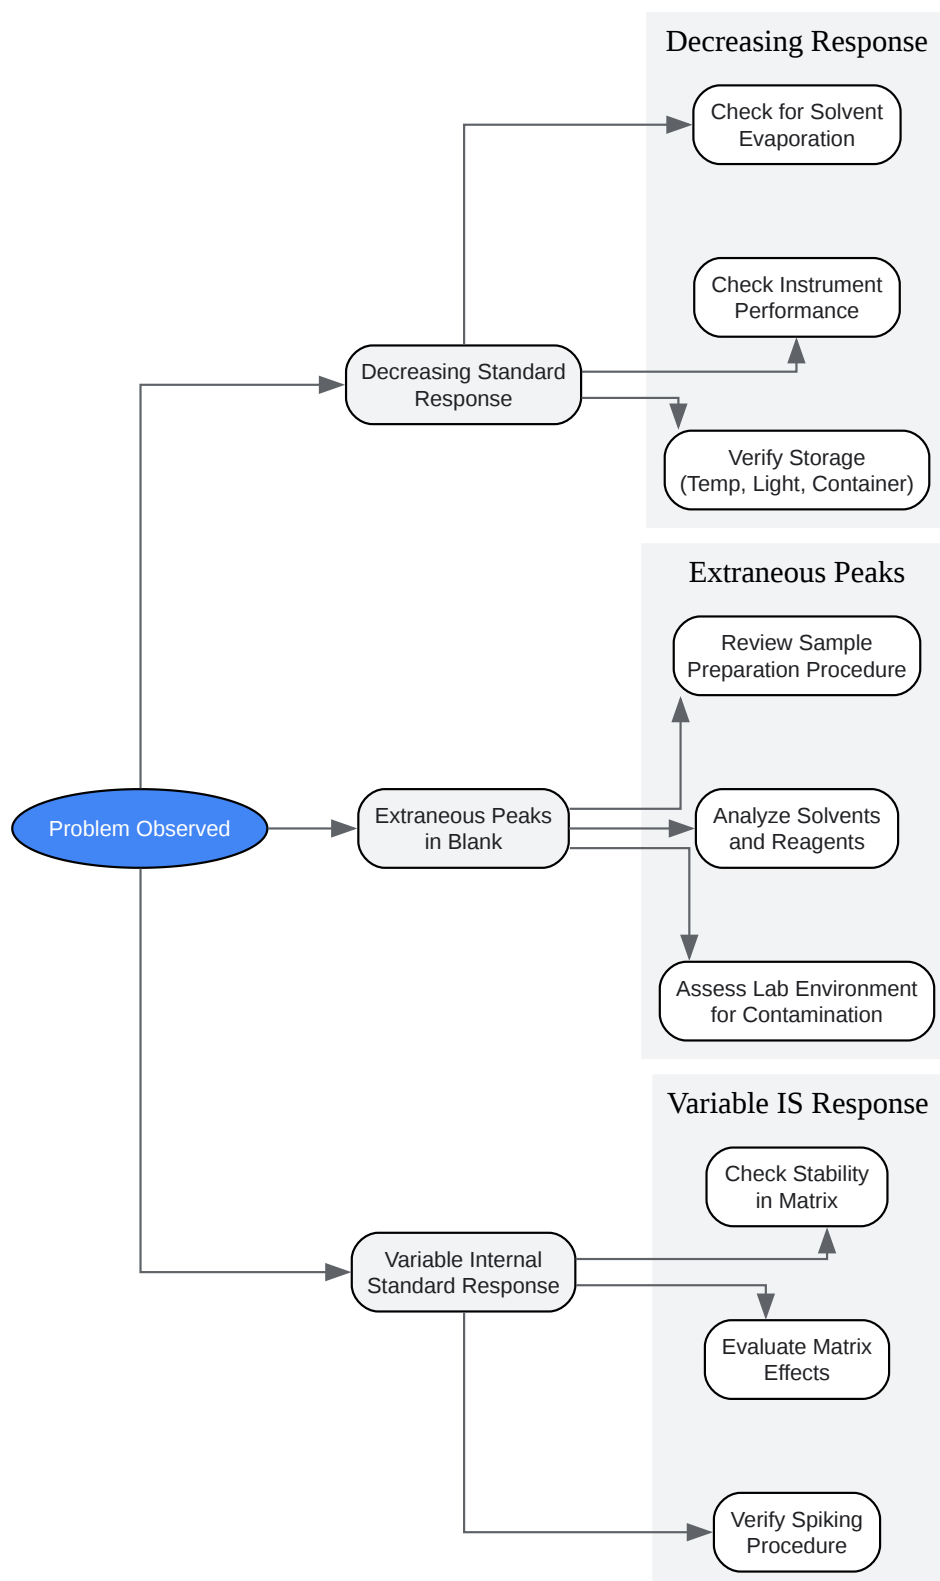 Decreasing Response
Check for Solvent
Evaporation
Check Instrument
Performance
Decreasing Standard
Response
Verify Storage
(Temp, Light, Container)
Extraneous Peaks
Review Sample
Preparation Procedure
Problem Observed
Extraneous Peaks
in Blank
Analyze Solvents
and Reagents
Assess Lab Environment
for Contamination
Variable IS Response
Check Stability
in Matrix
Variable Internal
Standard Response
Evaluate Matrix
Effects
Verify Spiking
Procedure